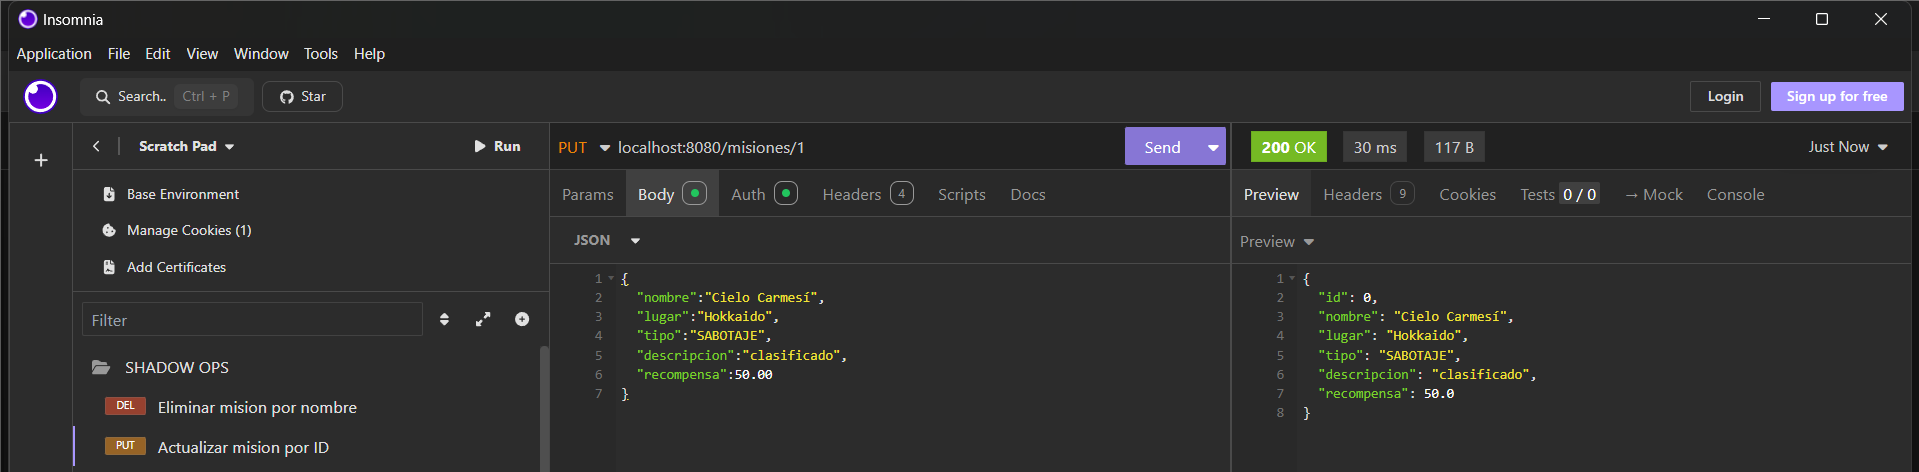 Insomnia
Application File Edit View Window Tools Help
Search.. Ctrl + P Star Login Sign up for free
Scratch Pad Run
PUT localhost:8080/misiones/1 Send
200 OK 30 ms 117 B Just Now
Base Environment
Manage Cookies (1)
Add Certificates
Filter
SHADOW OPS
DEL Eliminar mision por nombre
PUT Actualizar mision por ID
Params Body Auth Headers 4 Scripts Docs
JSON
1 {
2 "nombre":"Cielo Carmesí",
3 "lugar":"Hokkaido",
4 "tipo":"SABOTAJE",
5 "descripcion":"clasificado",
6 "recompensa":50.00
7 }
Preview Headers 9 Cookies Tests 0 / 0 → Mock Console
Preview
1 {
2 "id": 0,
3 "nombre": "Cielo Carmesí",
4 "lugar": "Hokkaido",
5 "tipo": "SABOTAJE",
6 "descripcion": "clasificado",
7 "recompensa": 50.0
8 }